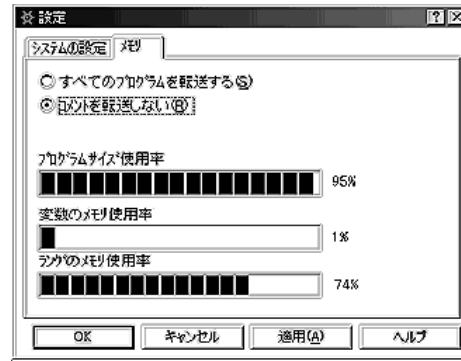 設定
システムの設定 メモリ
すべてのプログラムを転送する(S)
コメントを転送しない(R)
プログラムサイズ使用率
95%
変数のメモリ使用率
1%
ラングのメモリ使用率
74%
OK キャンセル 適用(A) ヘルプ